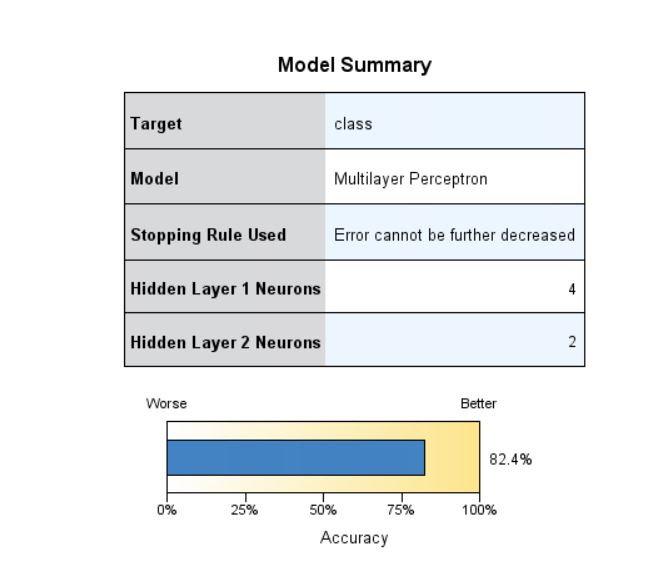 Model Summary
Target class
Model Multilayer Perceptron
Stopping Rule Used Error cannot be further decreased
Hidden Layer 1 Neurons 4
Hidden Layer 2 Neurons 2
Worse Better
82.4%
0% 25% 50% 75% 100%
Accuracy